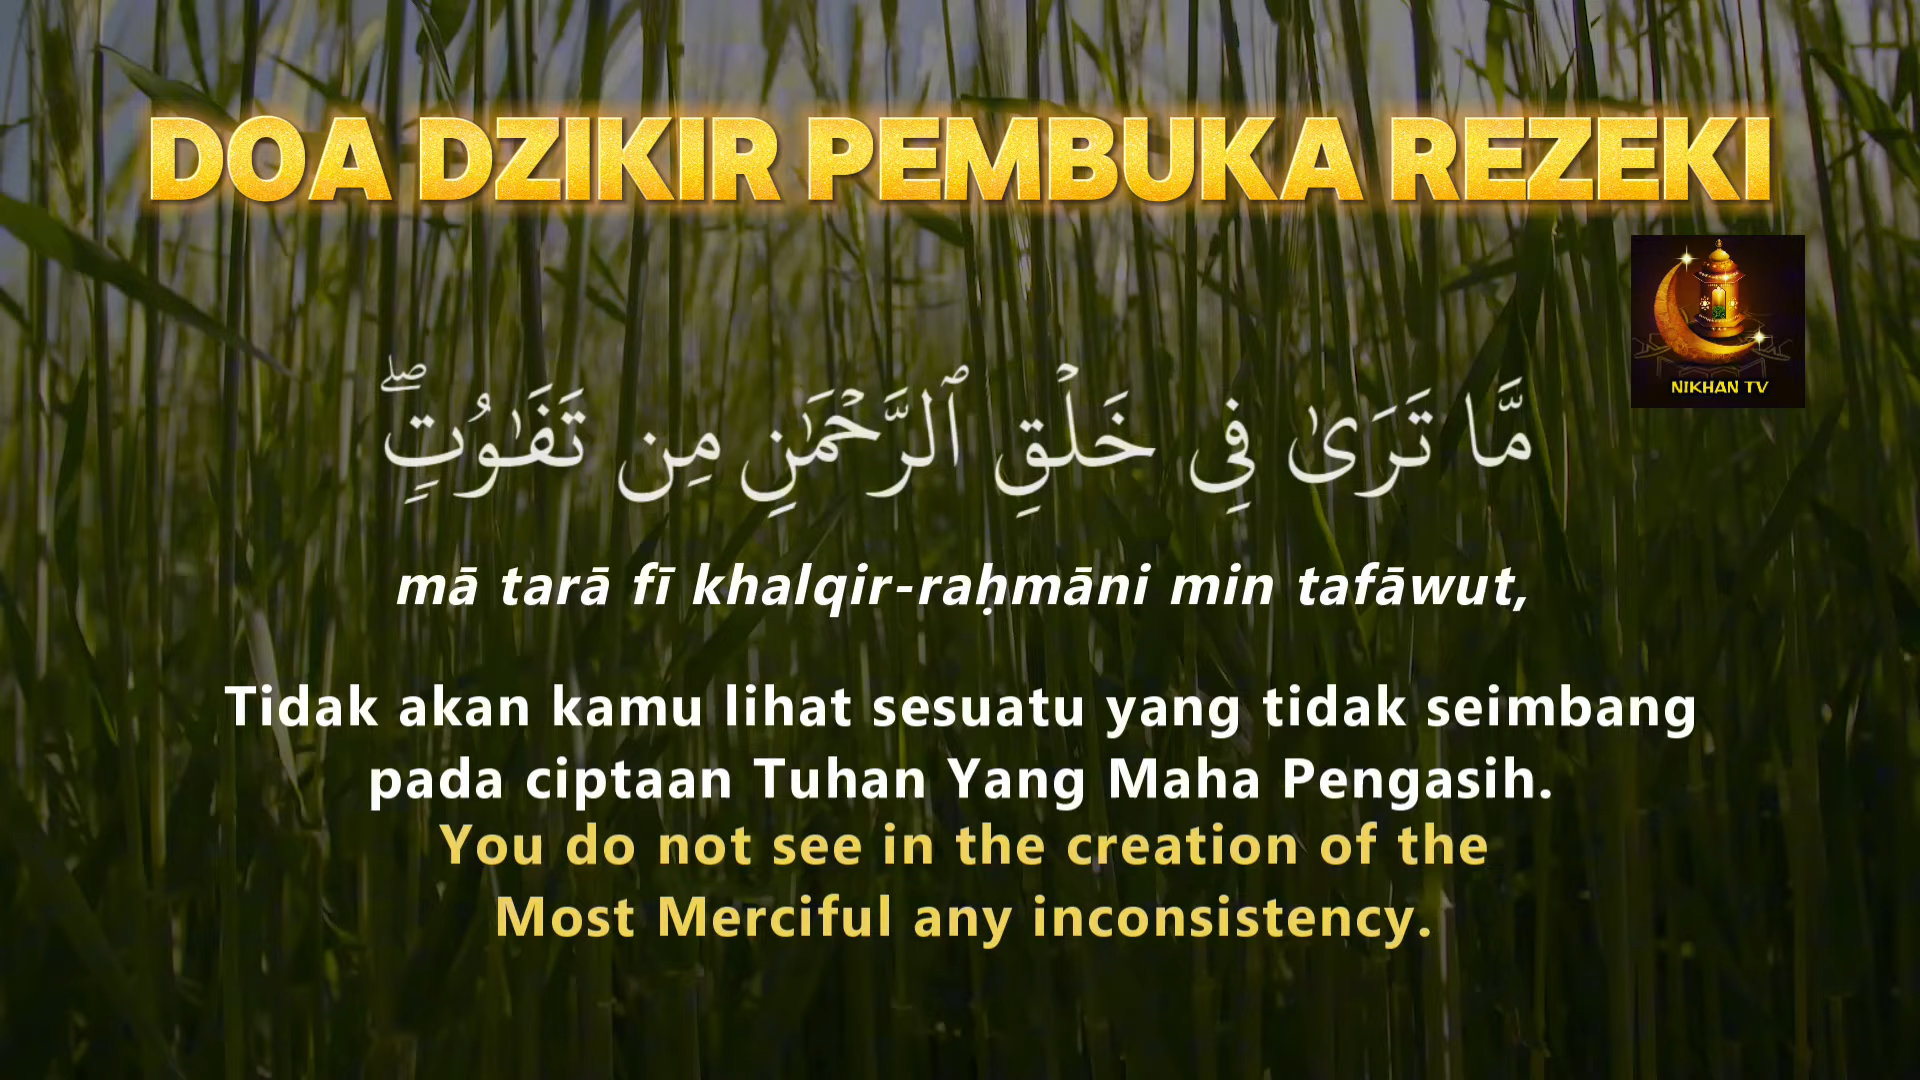 DOA DZIKIR PEMBUKA REZEKI
NIKHAN TV
مَّا تَرَىٰ فِى خَلْقِ ٱلرَّحْمَٰنِ مِن تَفَٰوُتٍۖ
mā tarā fī khalqir-raḥmāni min tafāwut,
Tidak akan kamu lihat sesuatu yang tidak seimbang
pada ciptaan Tuhan Yang Maha Pengasih.
You do not see in the creation of the
Most Merciful any inconsistency.